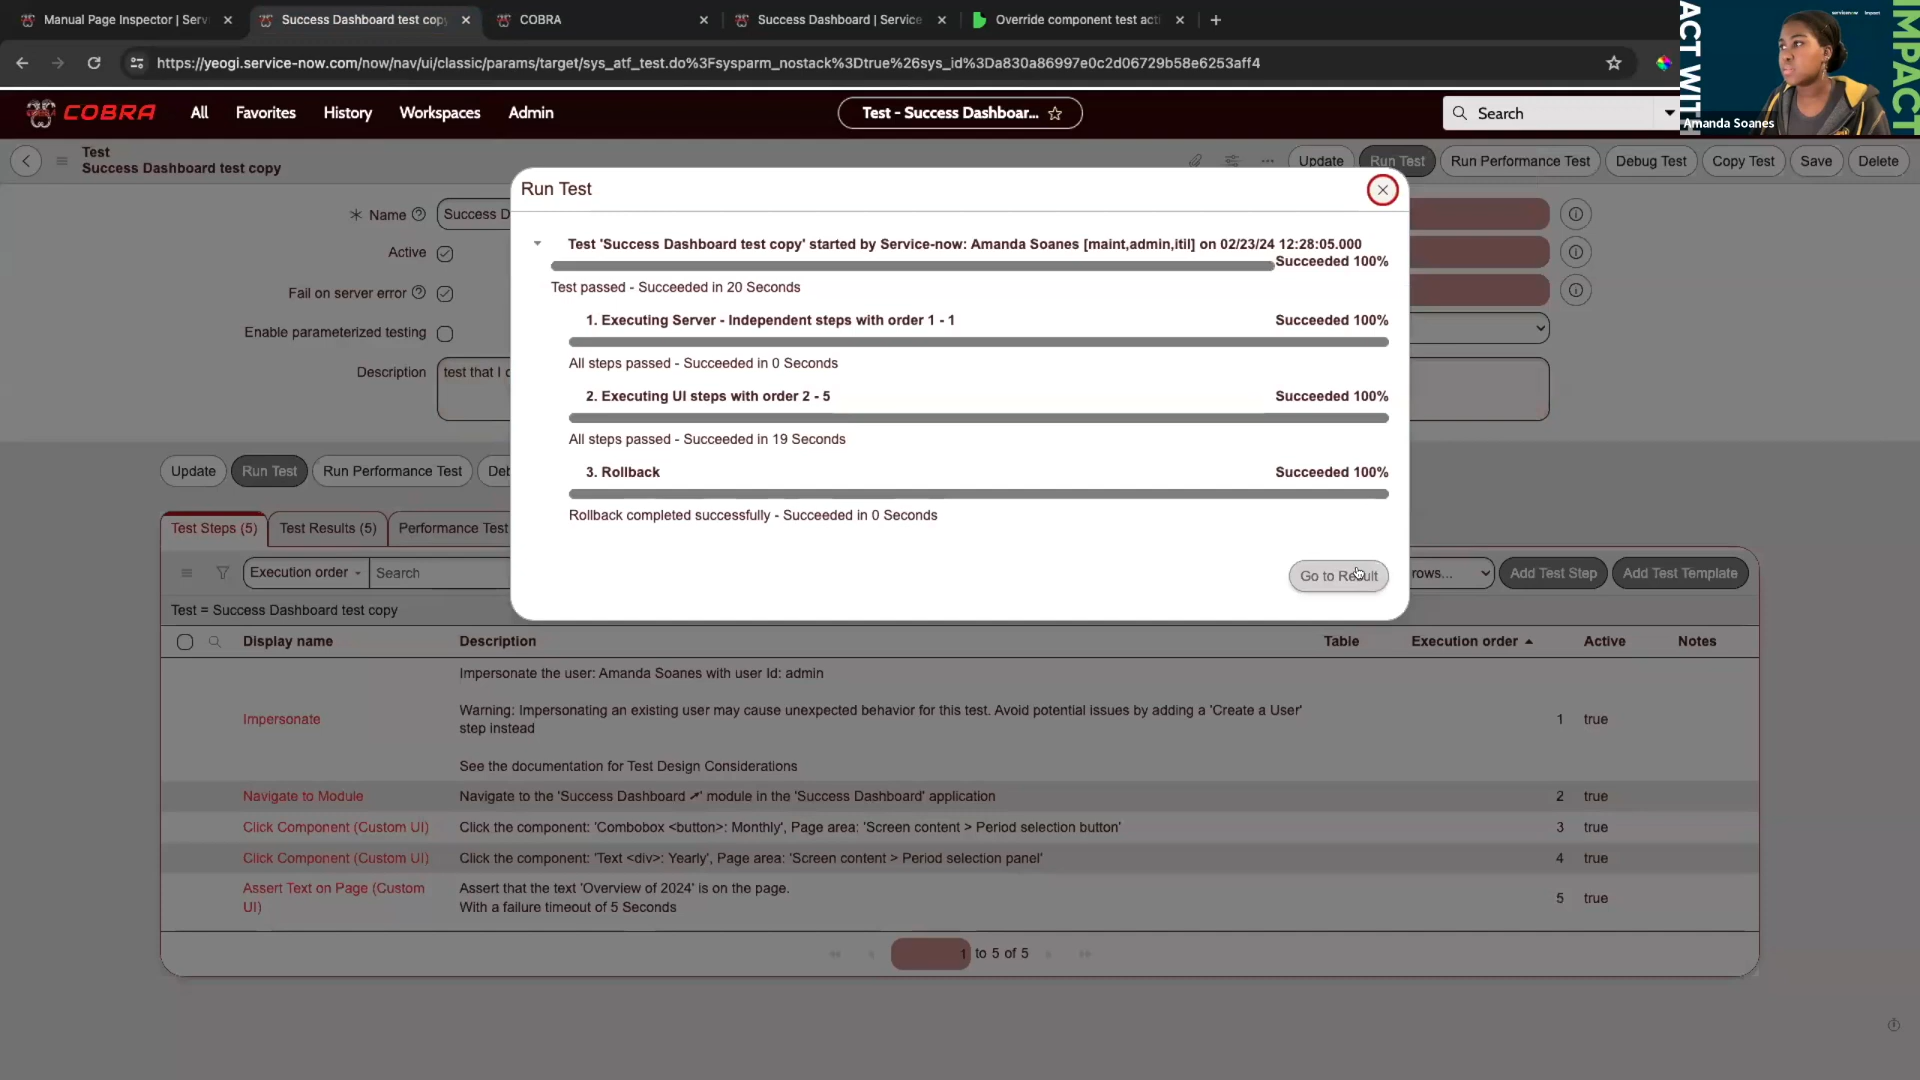 Manual Page Inspector | Serv
Success Dashboard test copy
COBRA
Success Dashboard | Service
Override component test acti
https://yeogi.service-now.com/now/nav/ui/classic/params/target/sys_atf_test.do%3Fsysparm_nostack%3Dtrue%26sys_id%3Da830a86997e0c2d06729b58e6253aff4
ACT WITH
IMPACT
Amanda Soanes
COBRA
All
Favorites
History
Workspaces
Admin
Test - Success Dashboar...
Search
Test
Success Dashboard test copy
Update
Run Test
Run Performance Test
Debug Test
Copy Test
Save
Delete
Name
Success D
Active
Fail on server error
Enable parameterized testing
Description
test that I c
Run Test
Test 'Success Dashboard test copy' started by Service-now: Amanda Soanes [maint,admin,itil] on 02/23/24 12:28:05.000
Succeeded 100%
Test passed - Succeeded in 20 Seconds
1. Executing Server - Independent steps with order 1 - 1
Succeeded 100%
All steps passed - Succeeded in 0 Seconds
2. Executing UI steps with order 2 - 5
Succeeded 100%
All steps passed - Succeeded in 19 Seconds
3. Rollback
Succeeded 100%
Rollback completed successfully - Succeeded in 0 Seconds
Go to Result
Update
Run Test
Run Performance Test
Deb
Test Steps (5)
Test Results (5)
Performance Test
Execution order
Search
rows...
Add Test Step
Add Test Template
Test = Success Dashboard test copy
Display name
Description
Table
Execution order
Active
Notes
Impersonate the user: Amanda Soanes with user Id: admin
Warning: Impersonating an existing user may cause unexpected behavior for this test. Avoid potential issues by adding a 'Create a User'
step instead
See the documentation for Test Design Considerations
Impersonate
1
true
Navigate to Module
Navigate to the 'Success Dashboard ↗' module in the 'Success Dashboard' application
2
true
Click Component (Custom UI)
Click the component: 'Combobox <button>: Monthly', Page area: 'Screen content > Period selection button'
3
true
Click Component (Custom UI)
Click the component: 'Text <div>: Yearly', Page area: 'Screen content > Period selection panel'
4
true
Assert Text on Page (Custom
UI)
Assert that the text 'Overview of 2024' is on the page.
With a failure timeout of 5 Seconds
5
true
1 to 5 of 5